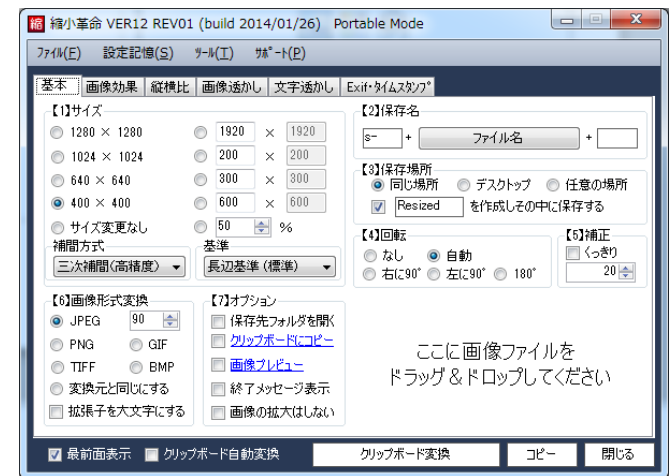 縮 縮小革命 VER12 REV01 (build 2014/01/26) Portable Mode
ファイル(F) 設定記憶(S) ツール(T) サポート(P)
基本 画像効果 縦横比 画像透かし 文字透かし Exif・タイムスタンプ
【1】サイズ
1280 × 1280 1920 × 1920
1024 × 1024 200 × 200
640 × 640 300 × 300
400 × 400 600 × 600
サイズ変更なし 50 %
補間方式 基準
三次補間(高精度) 長辺基準 (標準)
【2】保存名
s- + ファイル名 +
【3】保存場所
同じ場所 デスクトップ 任意の場所
Resized を作成しその中に保存する
【4】回転
なし 自動
右に90° 左に90° 180°
【5】補正
くっきり
20
【6】画像形式変換
JPEG 90
PNG GIF
TIFF BMP
変換元と同じにする
拡張子を大文字にする
【7】オプション
保存先フォルダを開く
クリップボードにコピー
画像プレビュー
終了メッセージ表示
画像の拡大はしない
ここに画像ファイルを
ドラッグ&ドロップしてください
最前面表示 クリップボード自動変換 クリップボード変換 コピー 閉じる